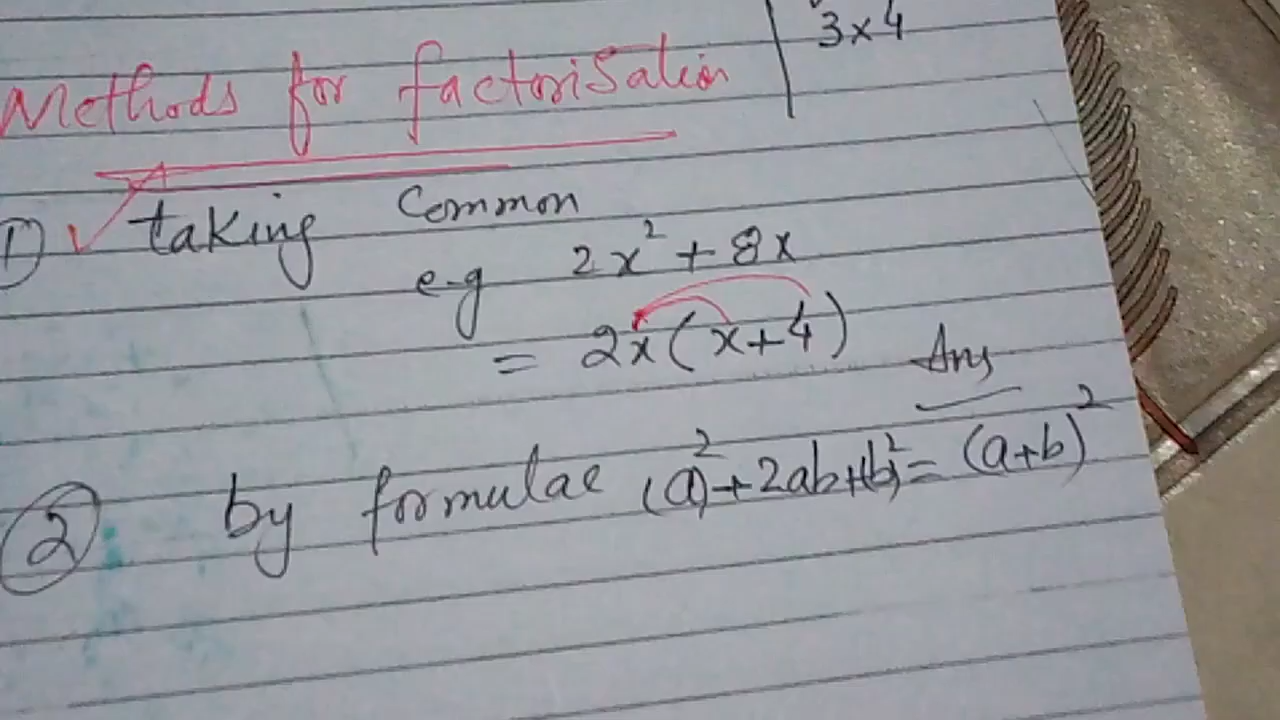 3x4
Methods for factorisation
1) taking Common
e-g 2x² + 8x
= 2x(x+4)
Ans
2 by formulae (a)²+2ab+(b)²=(a+b)²